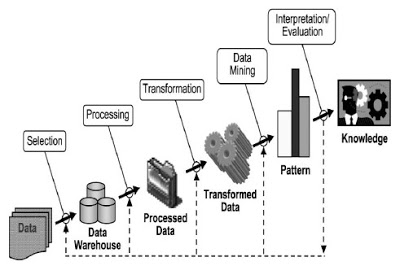 Interpretation/
Evaluation
Data
Mining
Transformation
Processing
Selection
Knowledge
Pattern
Transformed
Data
Processed
Data
Data
Warehouse
Data